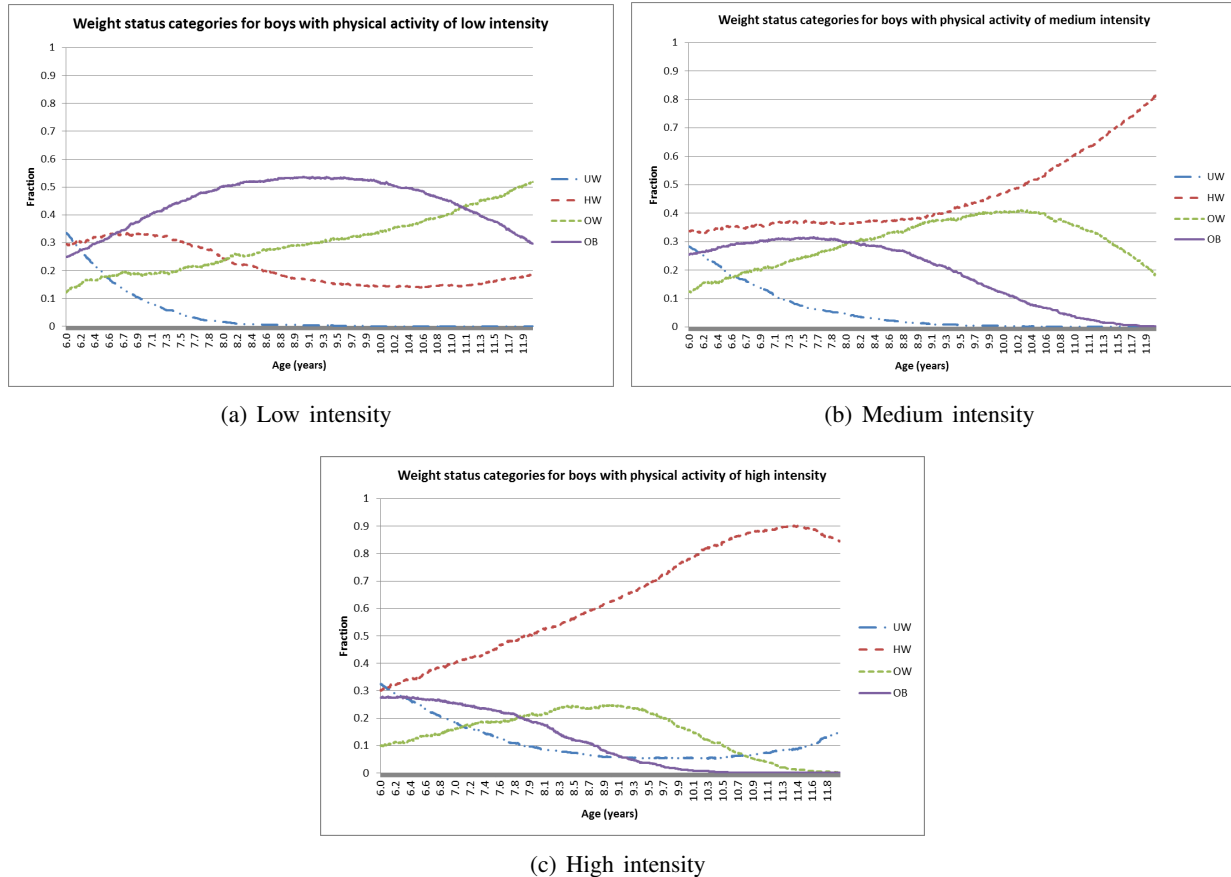 Weight status categories for boys with physical activity of low intensity
1
0.9
0.8
0.7
0.6
0.5
0.4
0.3
0.2
0.1
0
Fraction
6.0 6.2 6.4 6.6 6.7 6.9 7.1 7.3 7.5 7.7 7.8 8.0 8.2 8.4 8.6 8.8 8.9 9.1 9.3 9.5 9.7 9.9 10.0 10.2 10.4 10.6 10.8 11.0 11.1 11.3 11.5 11.7 11.9
Age (years)
UW
HW
OW
OB
(a) Low intensity
Weight status categories for boys with physical activity of medium intensity
1
0.9
0.8
0.7
0.6
0.5
0.4
0.3
0.2
0.1
0
Fraction
6.0 6.2 6.4 6.6 6.7 6.9 7.1 7.3 7.5 7.7 7.8 8.0 8.2 8.4 8.6 8.8 8.9 9.1 9.3 9.5 9.7 9.9 10.0 10.2 10.4 10.6 10.8 11.0 11.1 11.3 11.5 11.7 11.9
Age (years)
UW
HW
OW
OB
(b) Medium intensity
Weight status categories for boys with physical activity of high intensity
1
0.9
0.8
0.7
0.6
0.5
0.4
0.3
0.2
0.1
0
Fraction
6.0 6.2 6.4 6.6 6.8 7.0 7.2 7.4 7.6 7.8 7.9 8.1 8.3 8.5 8.7 8.9 9.1 9.3 9.5 9.7 9.9 10.1 10.3 10.5 10.7 10.9 11.1 11.3 11.4 11.6 11.8
Age (years)
UW
HW
OW
OB
(c) High intensity